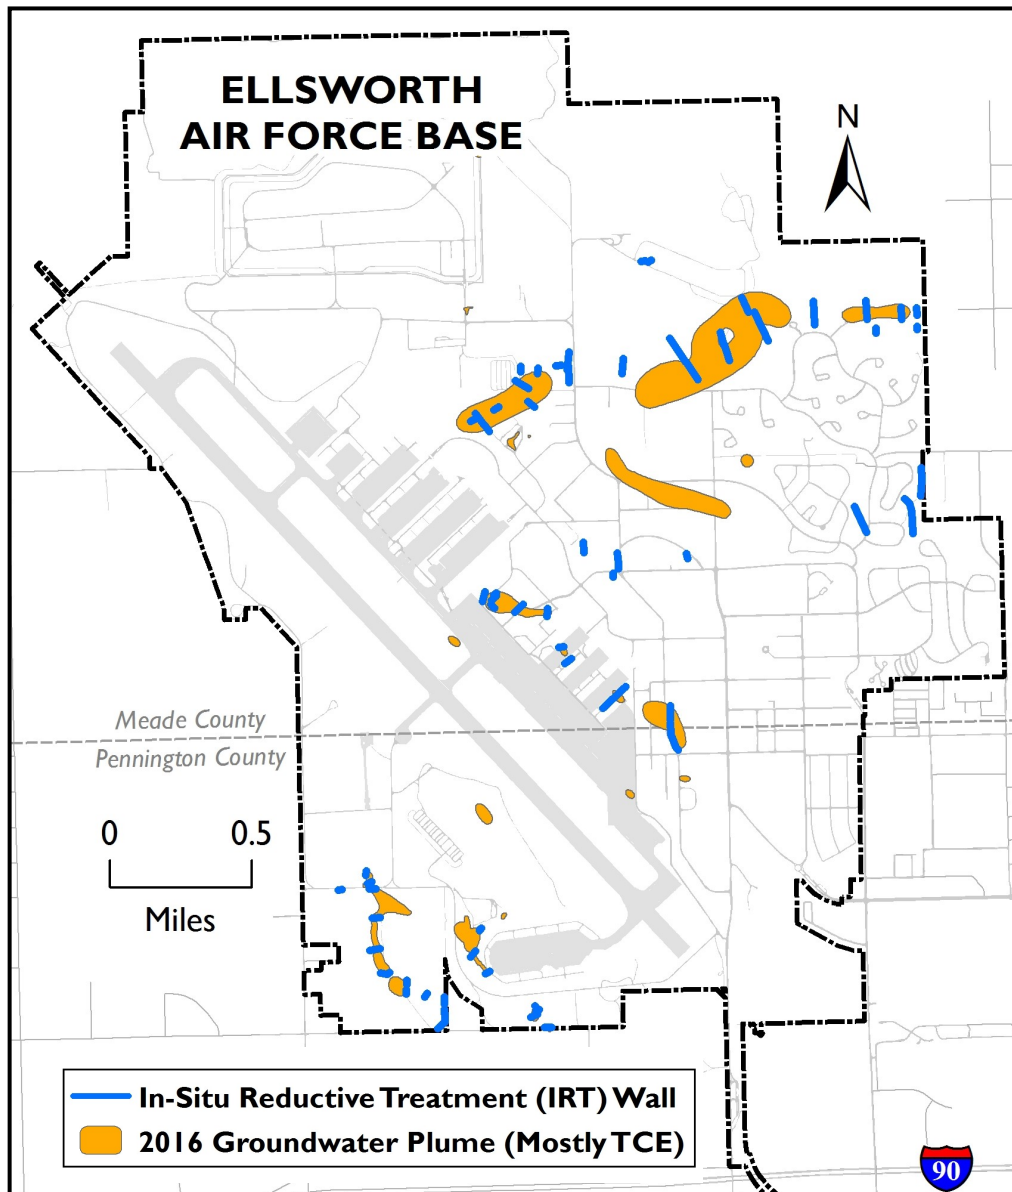 ELLSWORTH
AIR FORCE BASE
N
Meade County
Pennington County
0 0.5
Miles
In-Situ Reductive Treatment (IRT) Wall
2016 Groundwater Plume (Mostly TCE)
90